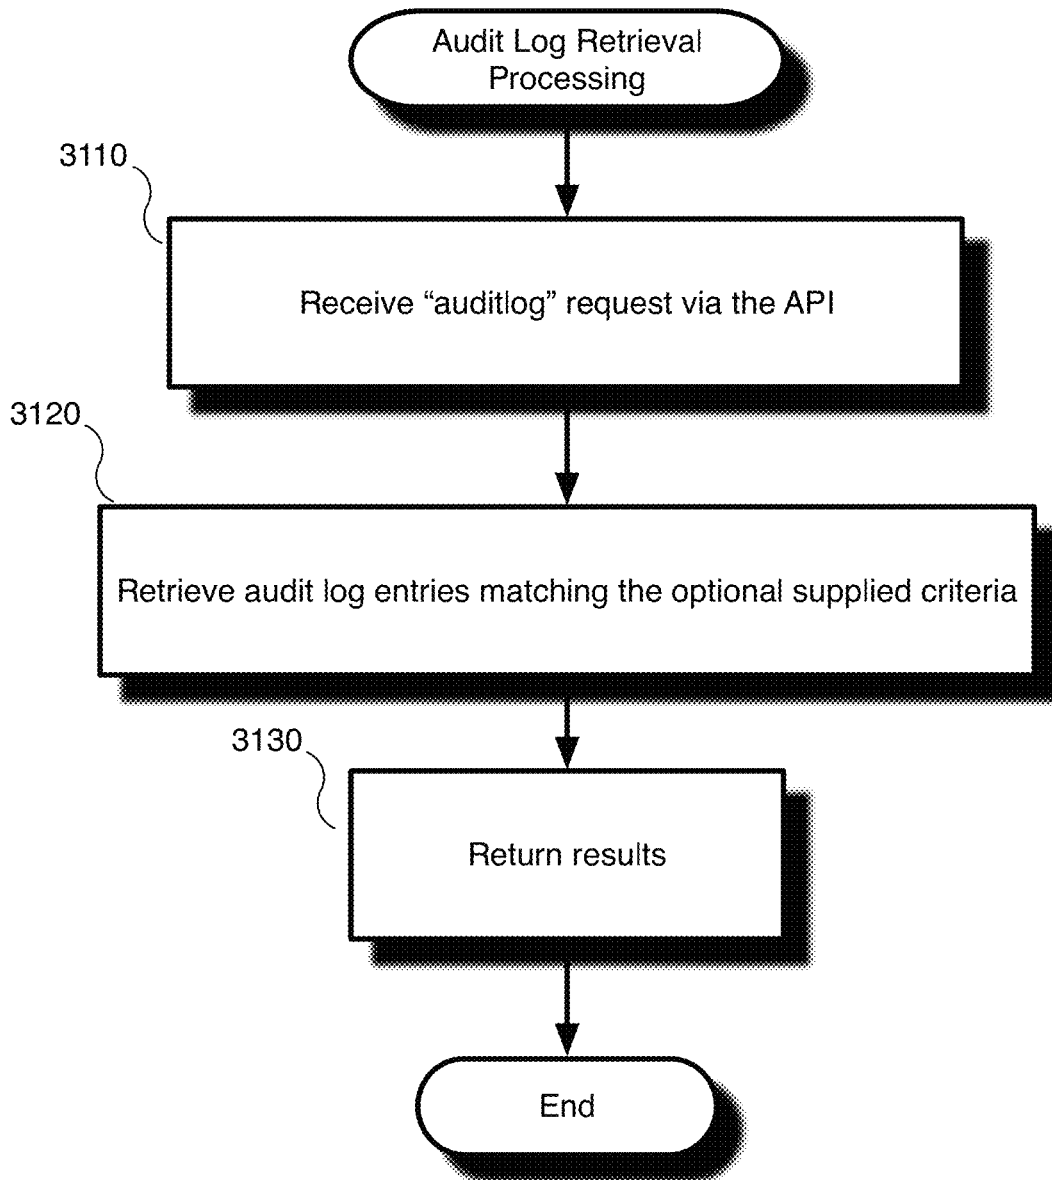 Audit Log Retrieval
Processing
3110
Receive “auditlog” request via the API
3120
Retrieve audit log entries matching the optional supplied criteria
3130
Return results
End